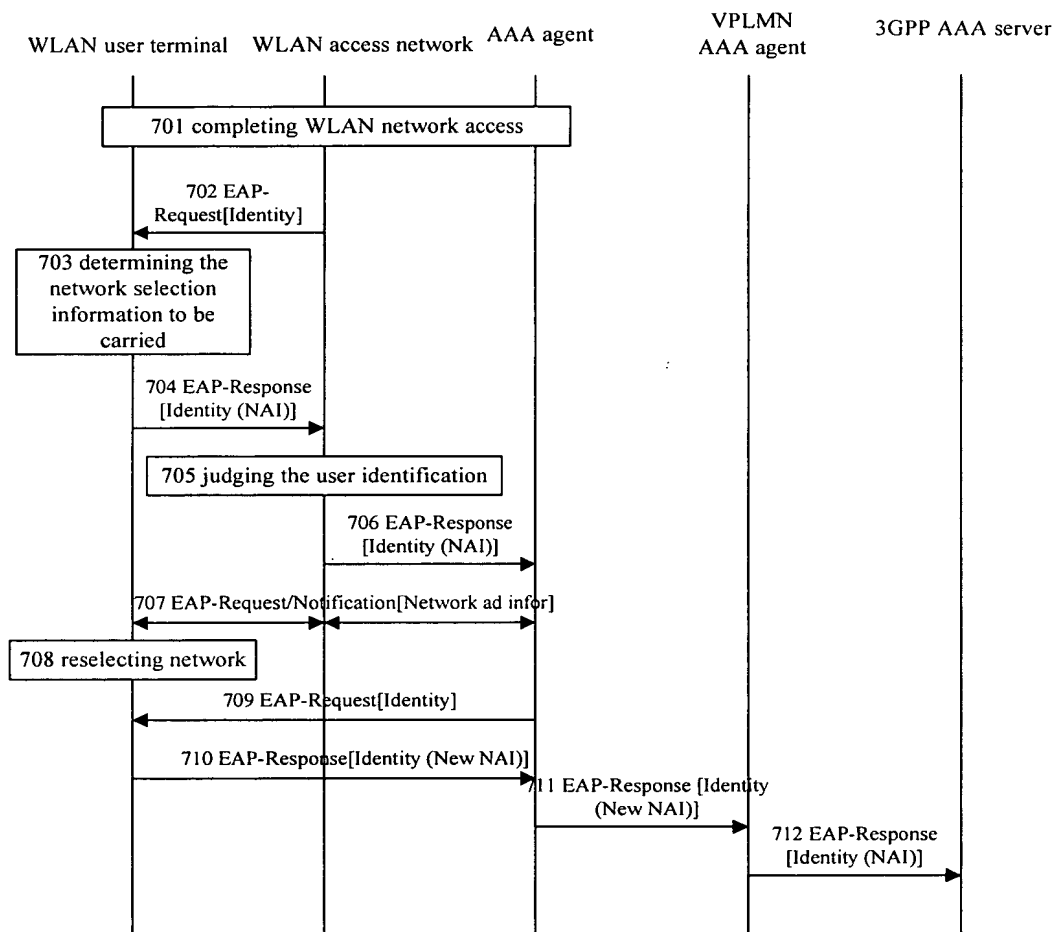 WLAN user terminal
WLAN access network
AAA agent
VPLMN
AAA agent
3GPP AAA server
701 completing WLAN network access
702 EAP-
Request[Identity]
703 determining the
network selection
information to be
carried
704 EAP-Response
[Identity (NAI)]
705 judging the user identification
706 EAP-Response
[Identity (NAI)]
707 EAP-Request/Notification[Network ad infor]
708 reselecting network
709 EAP-Request[Identity]
710 EAP-Response[Identity (New NAI)]
711 EAP-Response [Identity
(New NAI)]
712 EAP-Response
[Identity (NAI)]